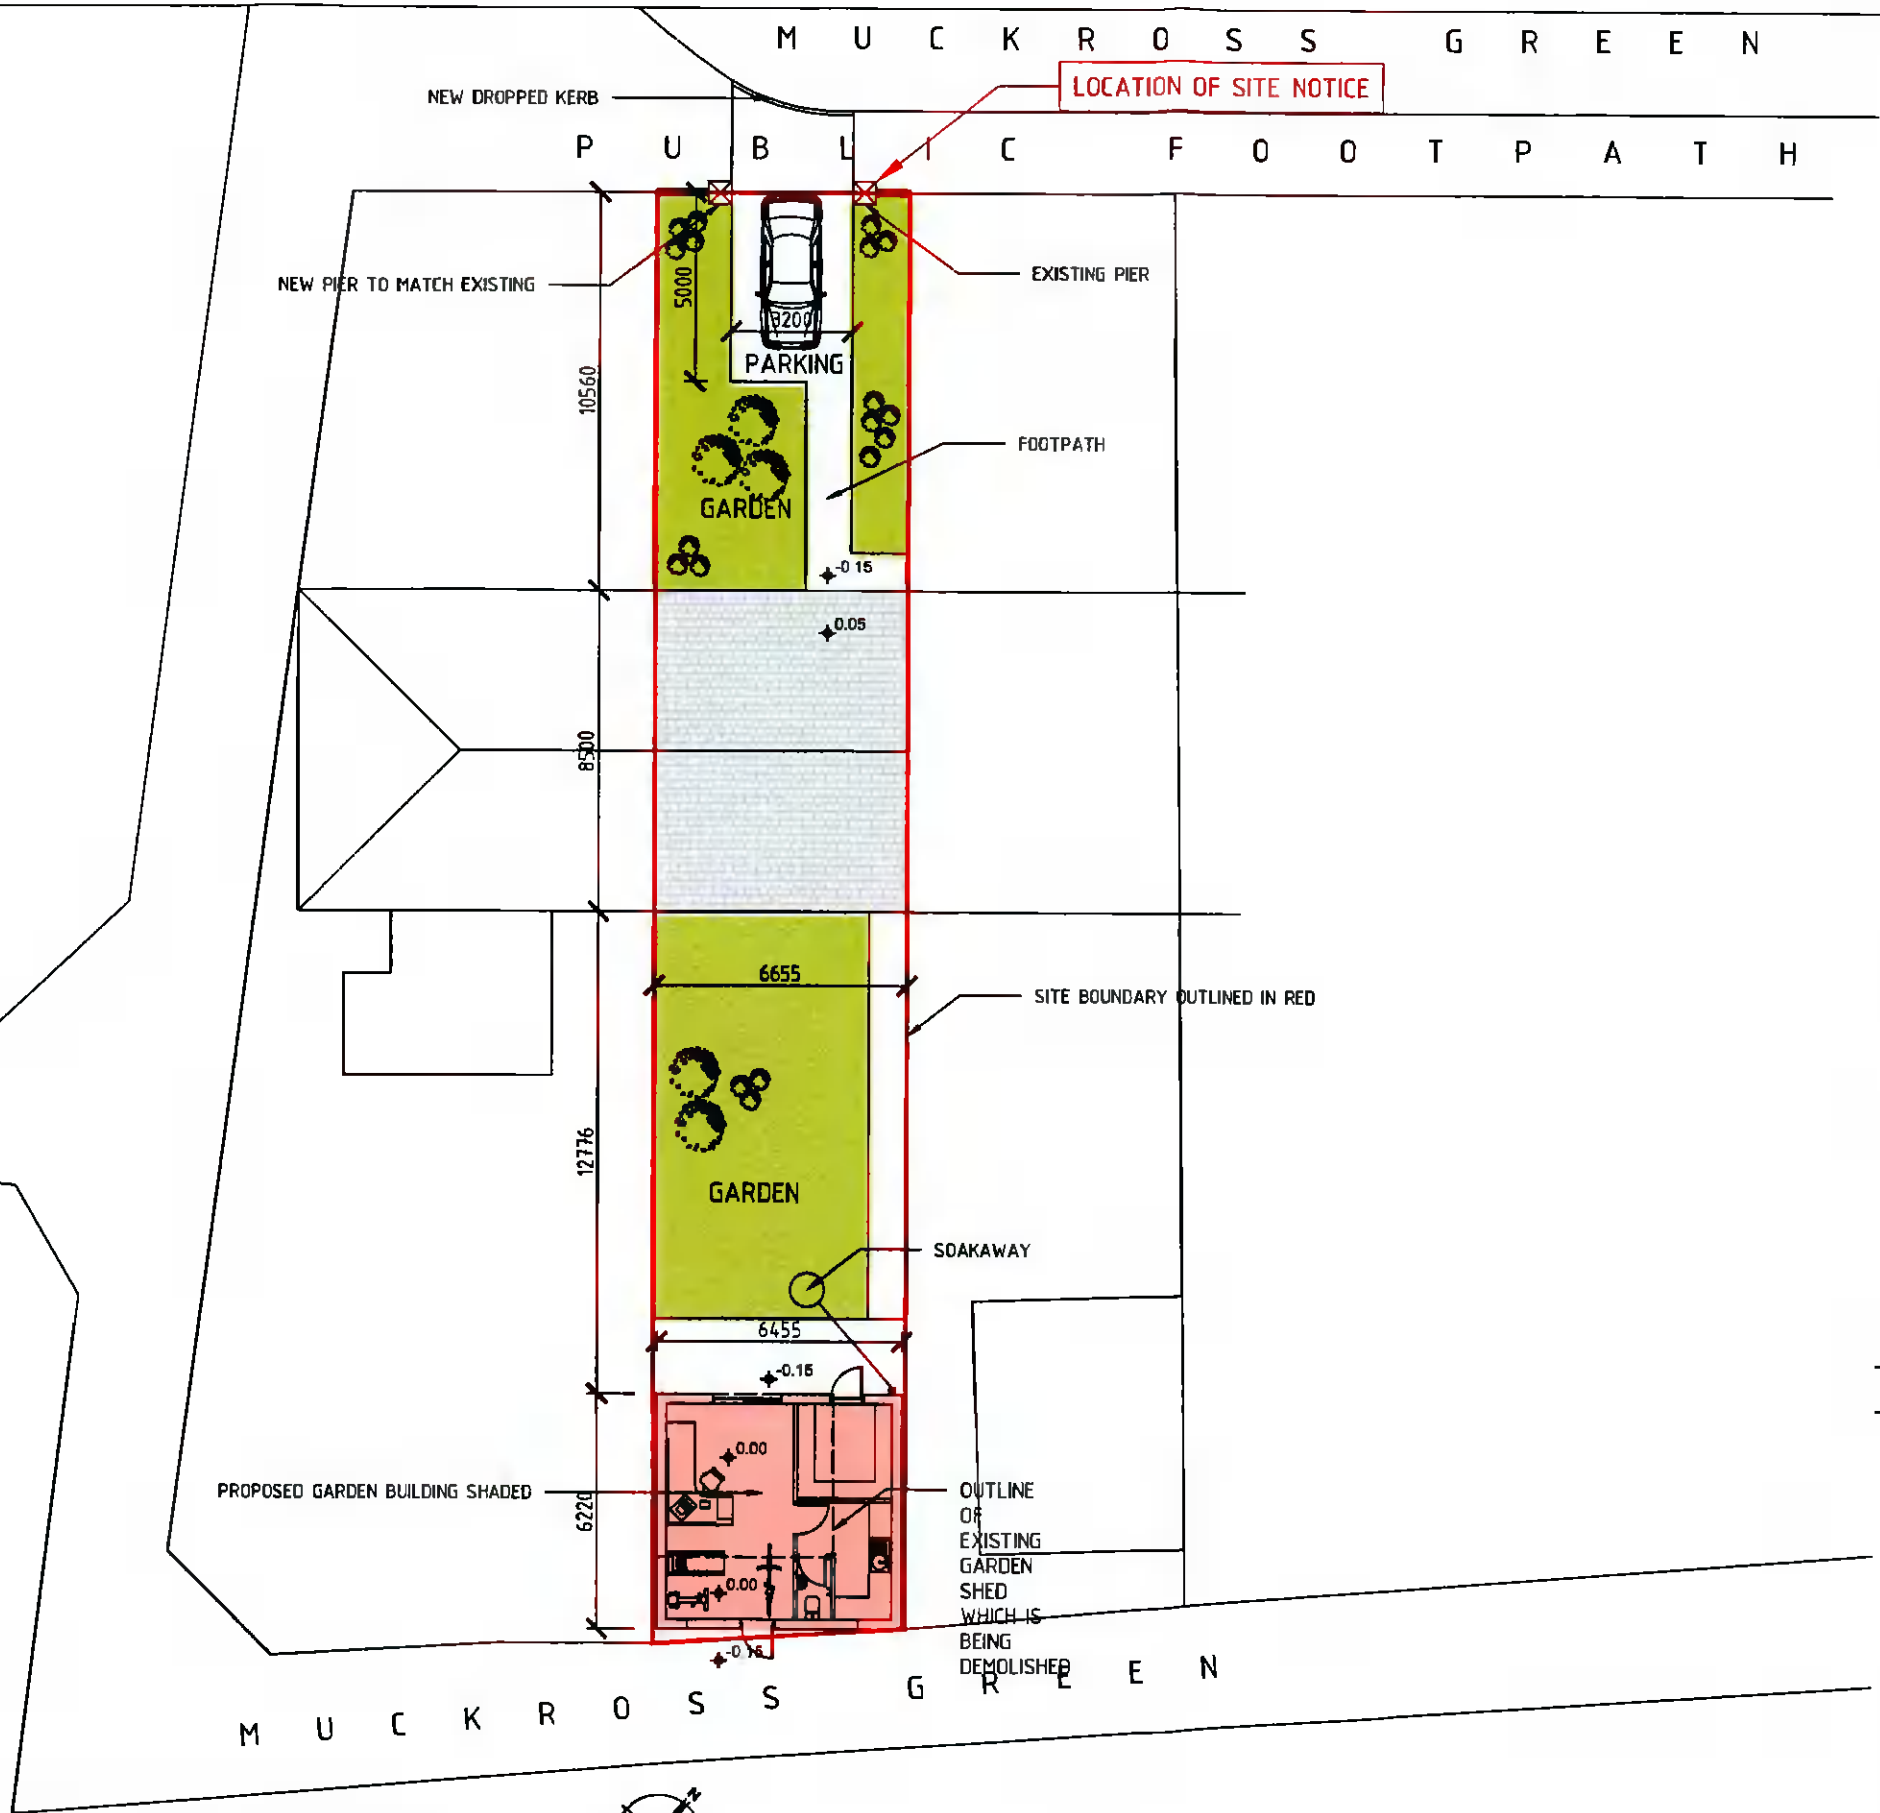 MUCKROSS GREEN
LOCATION OF SITE NOTICE
NEW DROPPED KERB
PUBLIC FOOTPATH
NEW PIER TO MATCH EXISTING
EXISTING PIER
5000
3200
PARKING
10560
FOOTPATH
GARDEN
-0 15
0.05
8500
6655
SITE BOUNDARY OUTLINED IN RED
12776
GARDEN
SOAKAWAY
6455
-0.15
0.00
PROPOSED GARDEN BUILDING SHADED
6220
OUTLINE
OF
EXISTING
GARDEN
SHED
WHICH IS
BEING
DEMOLISHED
0.00
-0.15
MUCKROSS GREEN
N